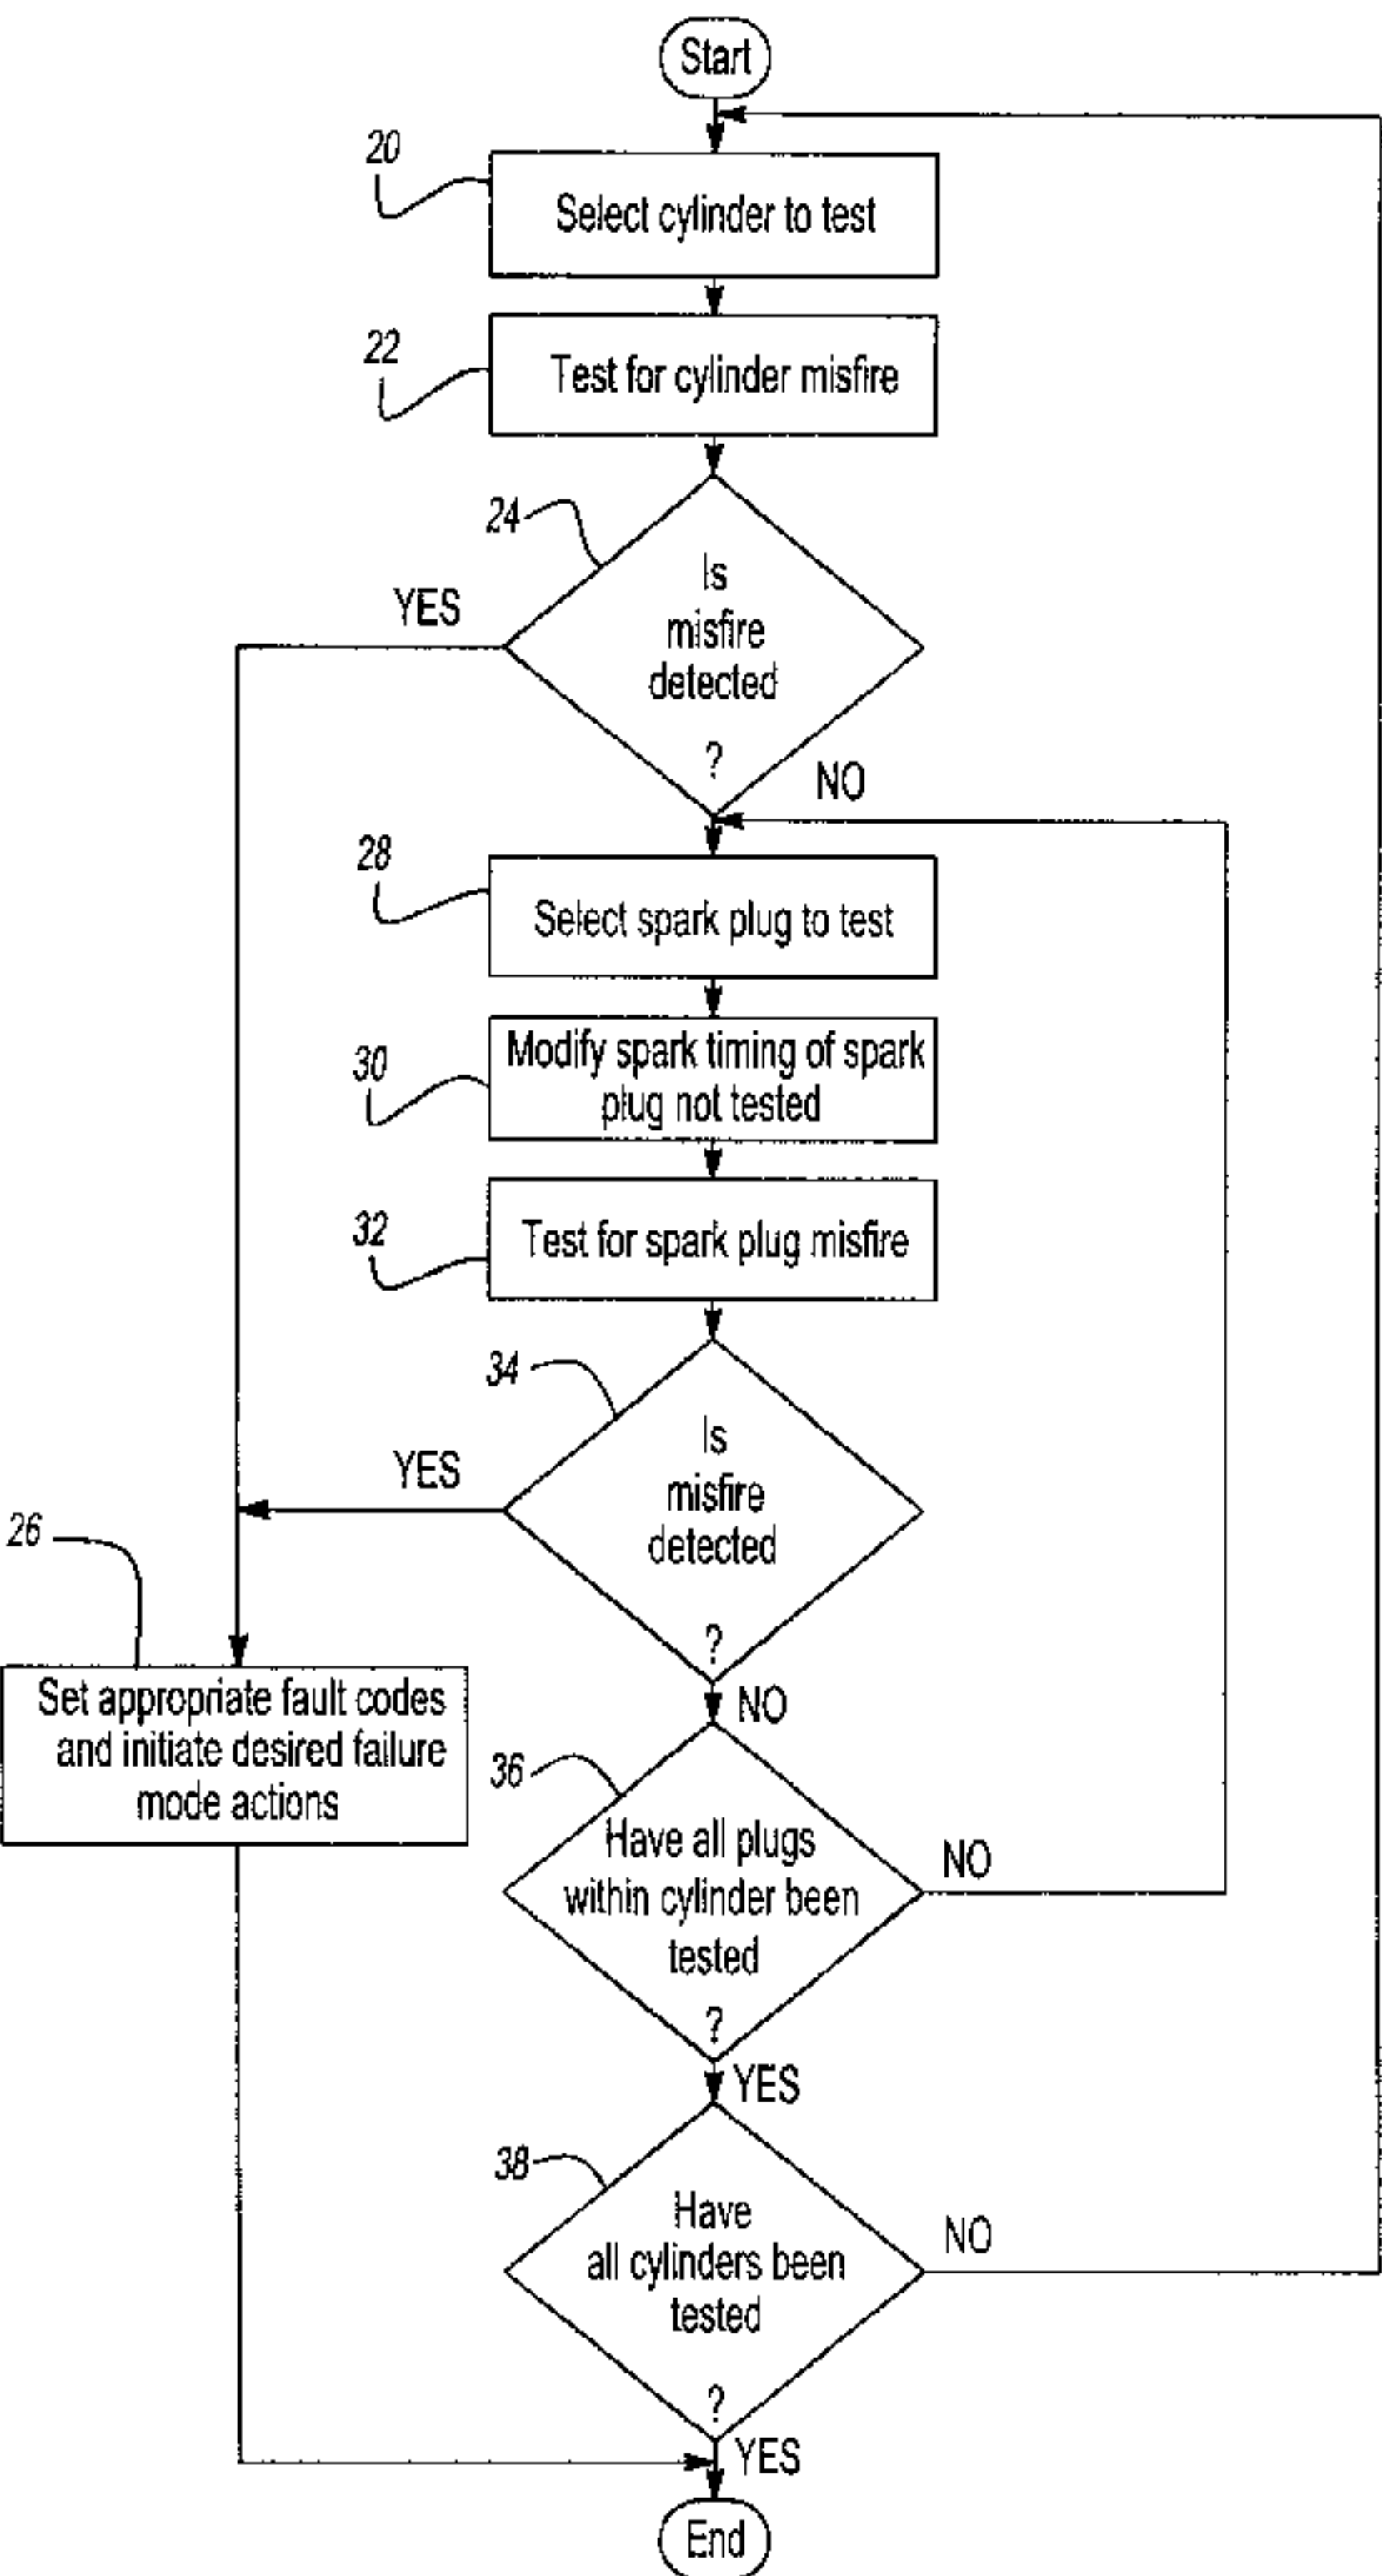 Start
20
Select cylinder to test
22
Test for cylinder misfire
24
Is
misfire
detected
?
YES
NO
28
Select spark plug to test
30
Modify spark timing of spark
plug not tested
32
Test for spark plug misfire
34
Is
misfire
detected
?
YES
NO
26
Set appropriate fault codes
and initiate desired failure
mode actions
36
Have all plugs
within cylinder been
tested
?
NO
YES
38
Have
all cylinders been
tested
?
NO
YES
End